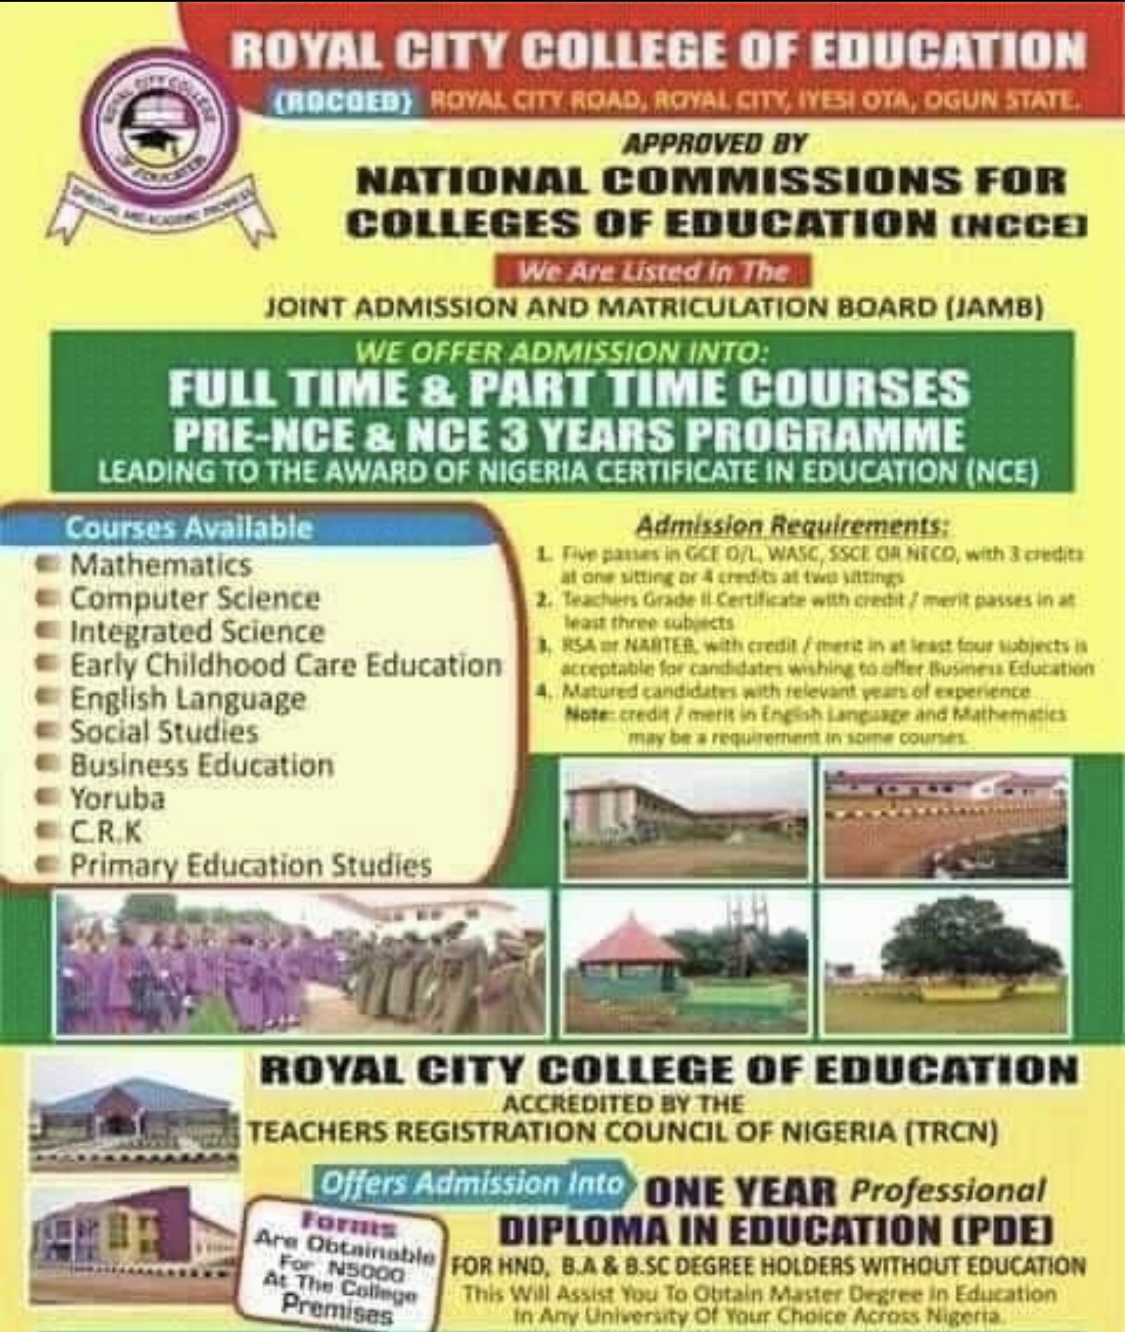 ROYAL CITY COLLEGE OF EDUCATION
(ROCOED) ROYAL CITY ROAD, ROYAL CITY, IYESI OTA, OGUN STATE.
ROYAL CITY COLLEGE
OF EDUCATION
SPIRITUAL AND ACADEMIC PROGRESS
APPROVED BY
NATIONAL COMMISSIONS FOR
COLLEGES OF EDUCATION (NCCE)
We Are Listed In The
JOINT ADMISSION AND MATRICULATION BOARD (JAMB)
WE OFFER ADMISSION INTO:
FULL TIME & PART TIME COURSES
PRE-NCE & NCE 3 YEARS PROGRAMME
LEADING TO THE AWARD OF NIGERIA CERTIFICATE IN EDUCATION (NCE)
Courses Available
Mathematics
Computer Science
Integrated Science
Early Childhood Care Education
English Language
Social Studies
Business Education
Yoruba
C.R.K
Primary Education Studies
Admission Requirements:
1. Five passes in GCE O/L, WASC, SSCE OR NECO, with 3 credits
at one sitting or 4 credits at two sittings
2. Teachers Grade II Certificate with credit / merit passes in at
least three subjects
3. RSA or NABTEB, with credit / merit in at least four subjects is
acceptable for candidates wishing to offer Business Education
4. Matured candidates with relevant years of experience
Note: credit / merit in English Language and Mathematics
may be a requirement in some courses.
ROYAL CITY COLLEGE OF EDUCATION
ACCREDITED BY THE
TEACHERS REGISTRATION COUNCIL OF NIGERIA (TRCN)
Offers Admission Into ONE YEAR Professional
DIPLOMA IN EDUCATION (PDE)
FOR HND, B.A & B.SC DEGREE HOLDERS WITHOUT EDUCATION
This Will Assist You To Obtain Master Degree in Education
In Any University Of Your Choice Across Nigeria.
Forms
Are Obtainable
For N5000
At The College
Premises